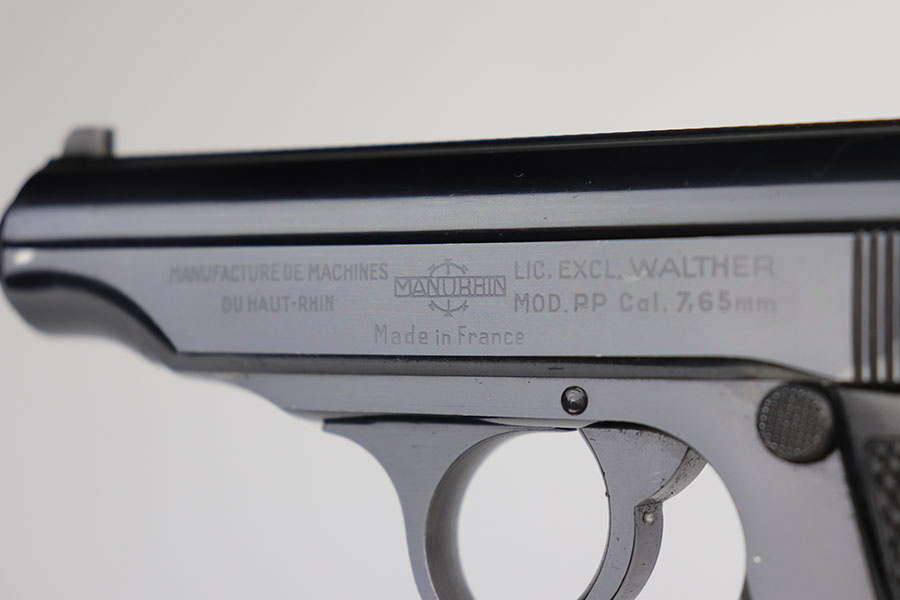 MANUFACTURE DE MACHINES
DU HAUT-RHIN
MANURHIN
LIC. EXCL. WALTHER
MOD. PP Cal. 7,65mm
Made in France